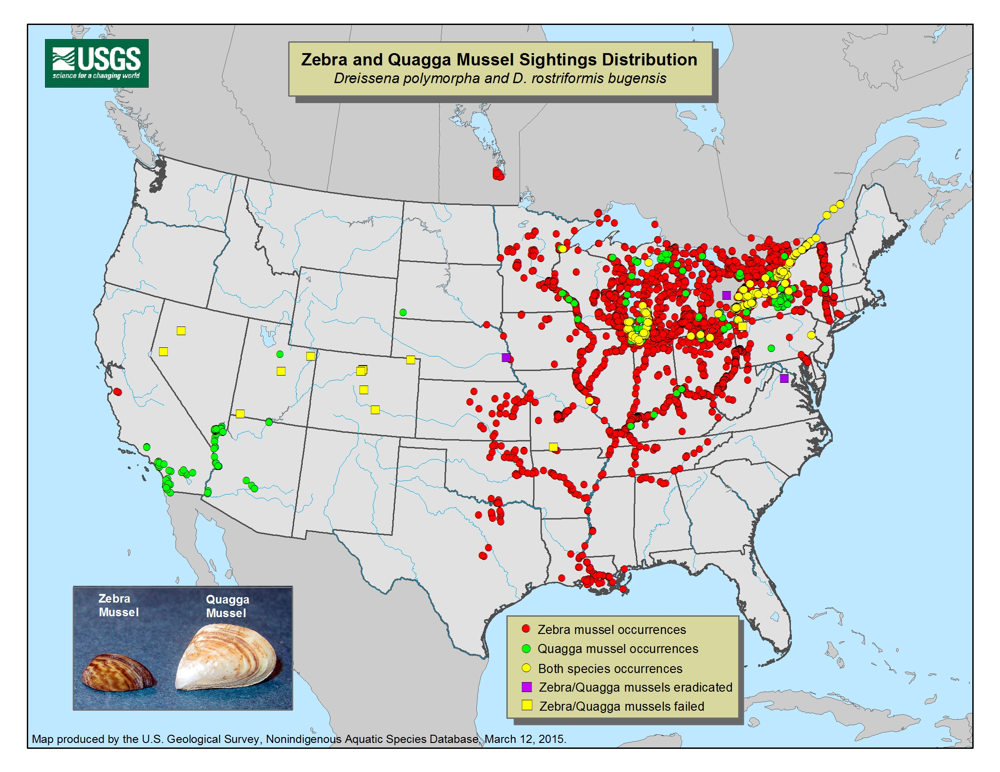 USGS
science for a changing world
Zebra and Quagga Mussel Sightings Distribution
Dreissena polymorpha and D. rostriformis bugensis
Zebra
Mussel
Quagga
Mussel
Zebra mussel occurrences
Quagga mussel occurrences
Both species occurrences
Zebra/Quagga mussels eradicated
Zebra/Quagga mussels failed
Map produced by the U.S. Geological Survey, Nonindigenous Aquatic Species Database, March 12, 2015.